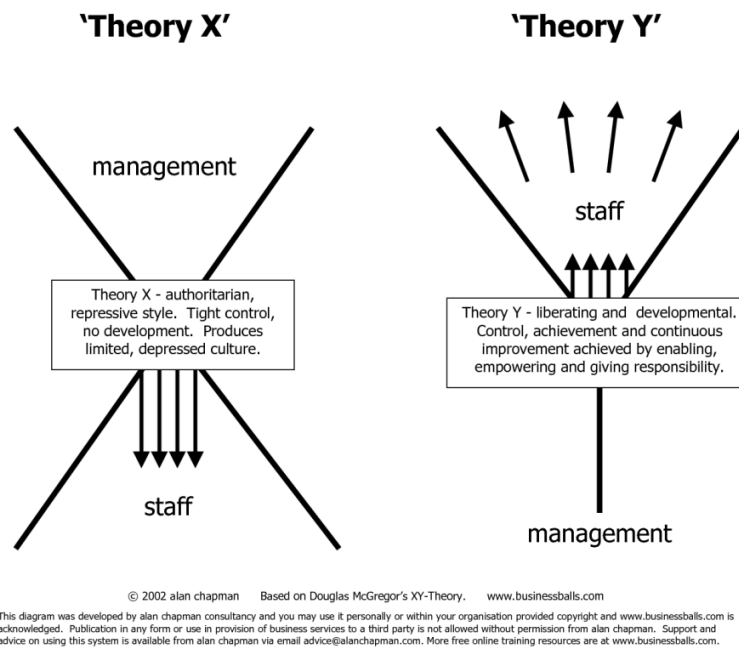 'Theory X'
'Theory Y'
management
Theory X - authoritarian,
repressive style. Tight control,
no development. Produces
limited, depressed culture.
staff
staff
Theory Y - liberating and developmental.
Control, achievement and continuous
improvement achieved by enabling,
empowering and giving responsibility.
management
© 2002 alan chapman Based on Douglas McGregor's XY-Theory. www.businessballs.com
This diagram was developed by alan chapman consultancy and you may use it personally or within your organisation provided copyright and www.businessballs.com is
acknowledged. Publication in any form or use in provision of business services to a third party is not allowed without permission from alan chapman. Support and
advice on using this system is available from alan chapman via email advice@alanchapman.com. More free online training resources are at www.businessballs.com.